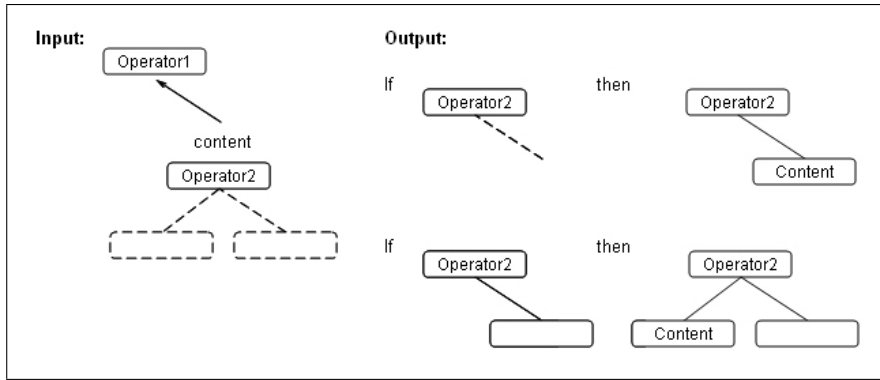 Input:
Output:
Operator1
If
Operator2
then
Operator2
content
Operator2
Content
If
Operator2
then
Operator2
Content